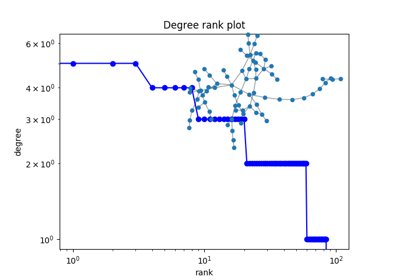 Degree rank plot
degree
6 × 10⁰
4 × 10⁰
3 × 10⁰
2 × 10⁰
10⁰
10⁰ 10¹ 10²
rank